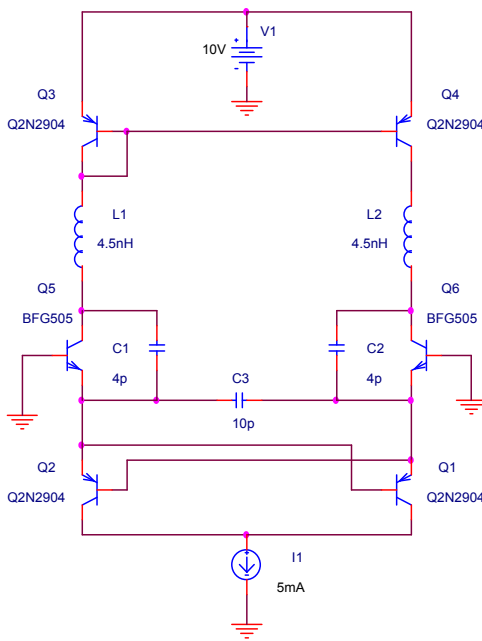 V1
10V
Q3
Q4
Q2N2904
Q2N2904
L1
L2
4.5nH
4.5nH
Q5
Q6
BFG505
BFG505
C1
C2
C3
4p
4p
10p
Q2
Q1
Q2N2904
Q2N2904
I1
5mA